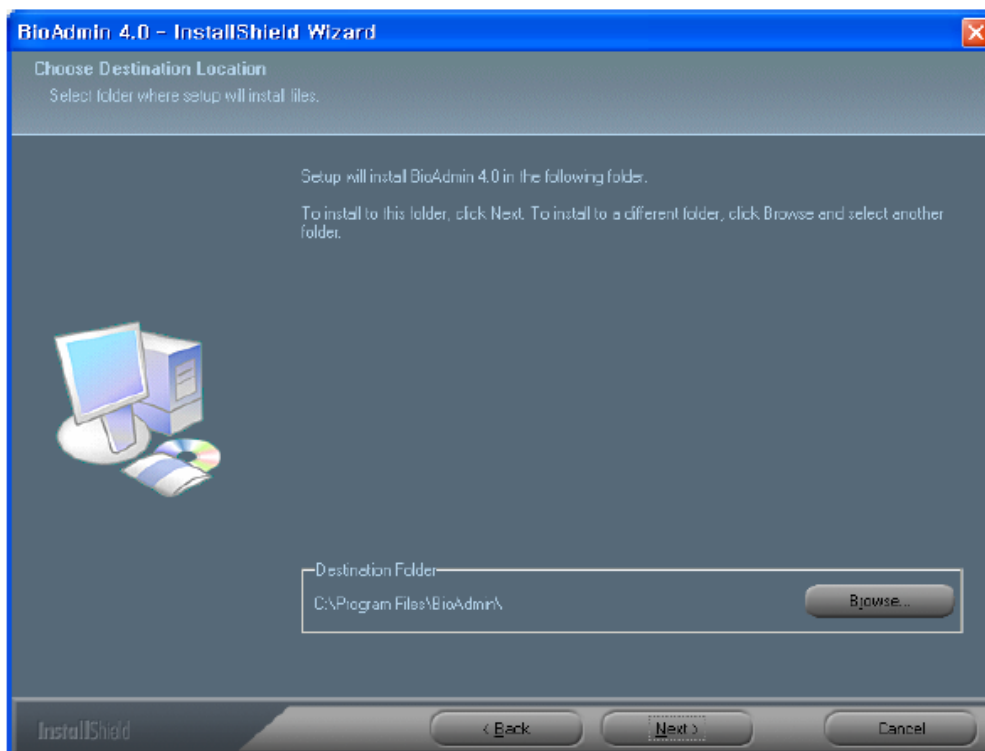 BioAdmin 4.0 - InstallShield Wizard
Choose Destination Location
Select folder where setup will install files.
Setup will install BioAdmin 4.0 in the following folder.
To install to this folder, click Next. To install to a different folder, click Browse and select another
folder.
Destination Folder
C:\Program Files\BioAdmin\
Browse...
InstallShield
< Back
Next >
Cancel